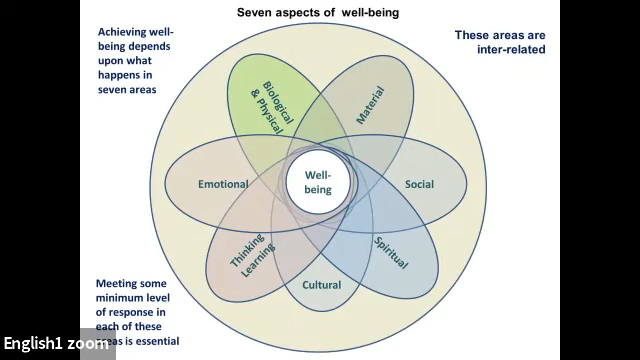 Seven aspects of well-being
Achieving well-
being depends
upon what
happens in
seven areas
These areas are
inter-related
Biological
& Physical
Material
Emotional
Well-
being
Social
Thinking
Learning
Spiritual
Cultural
Meeting some
minimum level
of response in
each of these
is essential
English1 zoom